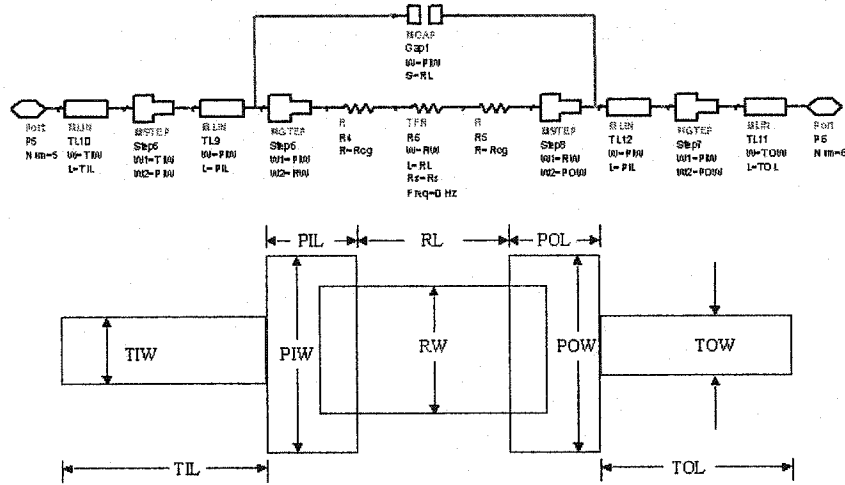 MGAP
Gap1
W=PIW
S=RL
Port
P5
Num=5
MLIN
TL10
W=TIW
L=TIL
MSTEP
Step5
W1=TIW
W2=PIW
MLIN
TL9
W=PIW
L=PIL
MSTEP
Step6
W1=PIW
W2=RW
R
R4
R=Rcg
TFR
R6
W=RW
L=RL
Rs=Rs
Freq=0 Hz
R
R5
R=Rcg
MSTEP
Step8
W1=RW
W2=POW
MLIN
TL12
W=PIW
L=PIL
MSTEP
Step7
W1=PIW
W2=POW
MLIN
TL11
W=TOW
L=TOL
Port
P6
Num=6
PIL
RL
POL
TIW
PIW
RW
POW
TOW
TIL
TOL